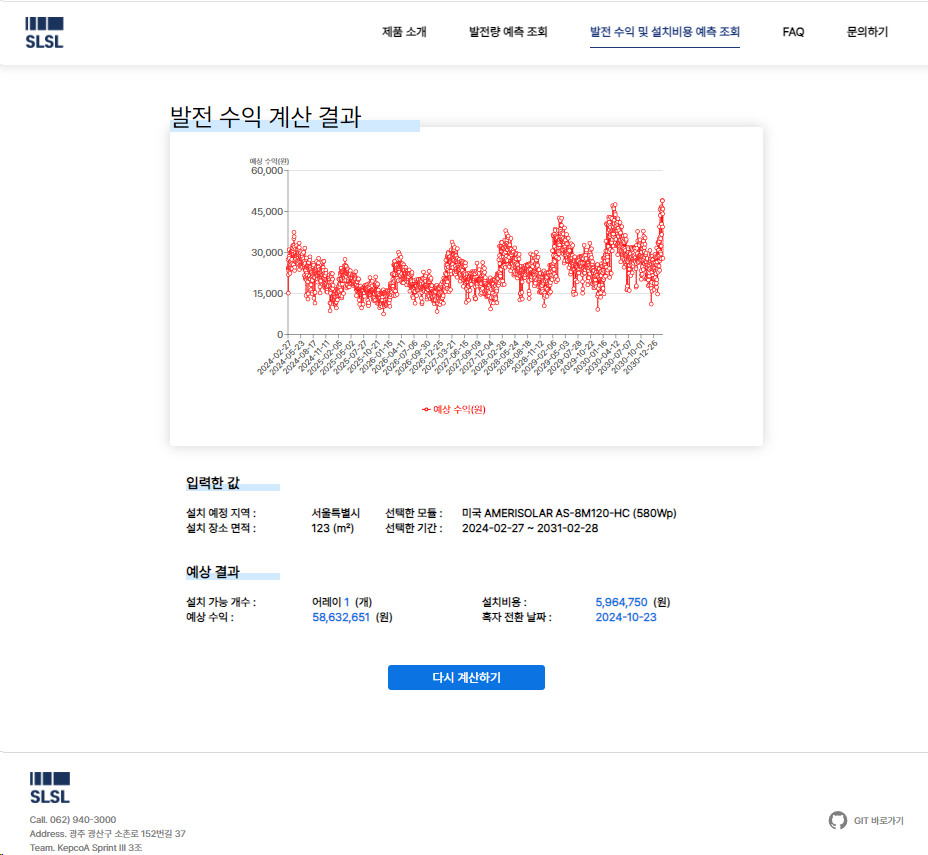 SLSL
제품 소개 발전량 예측 조회 발전 수익 및 설치비용 예측 조회 FAQ 문의하기
발전 수익 계산 결과
예상 수익(원)
60,000
45,000
30,000
15,000
0
2024-02-27 2024-05-23 2024-08-17 2024-11-11 2025-02-05 2025-05-02 2025-07-27 2025-10-21 2026-01-15 2026-04-11 2026-07-06 2026-09-30 2026-12-25 2027-03-21 2027-06-15 2027-09-09 2027-12-04 2028-02-28 2028-05-24 2028-08-18 2028-11-12 2029-02-06 2029-05-03 2029-07-28 2029-10-22 2030-01-16 2030-04-12 2030-07-07 2030-10-01 2030-12-26
예상 수익(원)
입력한 값
설치 예정 지역 : 서울특별시 선택한 모듈 : 미국 AMERISOLAR AS-8M120-HC (580Wp)
설치 장소 면적 : 123 (m²) 선택한 기간 : 2024-02-27 ~ 2031-02-28
예상 결과
설치 가능 개수 : 어레이 1 (개) 설치비용 : 5,964,750 (원)
예상 수익 : 58,632,651 (원) 흑자 전환 날짜 : 2024-10-23
다시 계산하기
SLSL
Call. 062) 940-3000
Address. 광주 광산구 소촌로 152번길 37
Team. KepcoA Sprint III 3조
GIT 바로가기